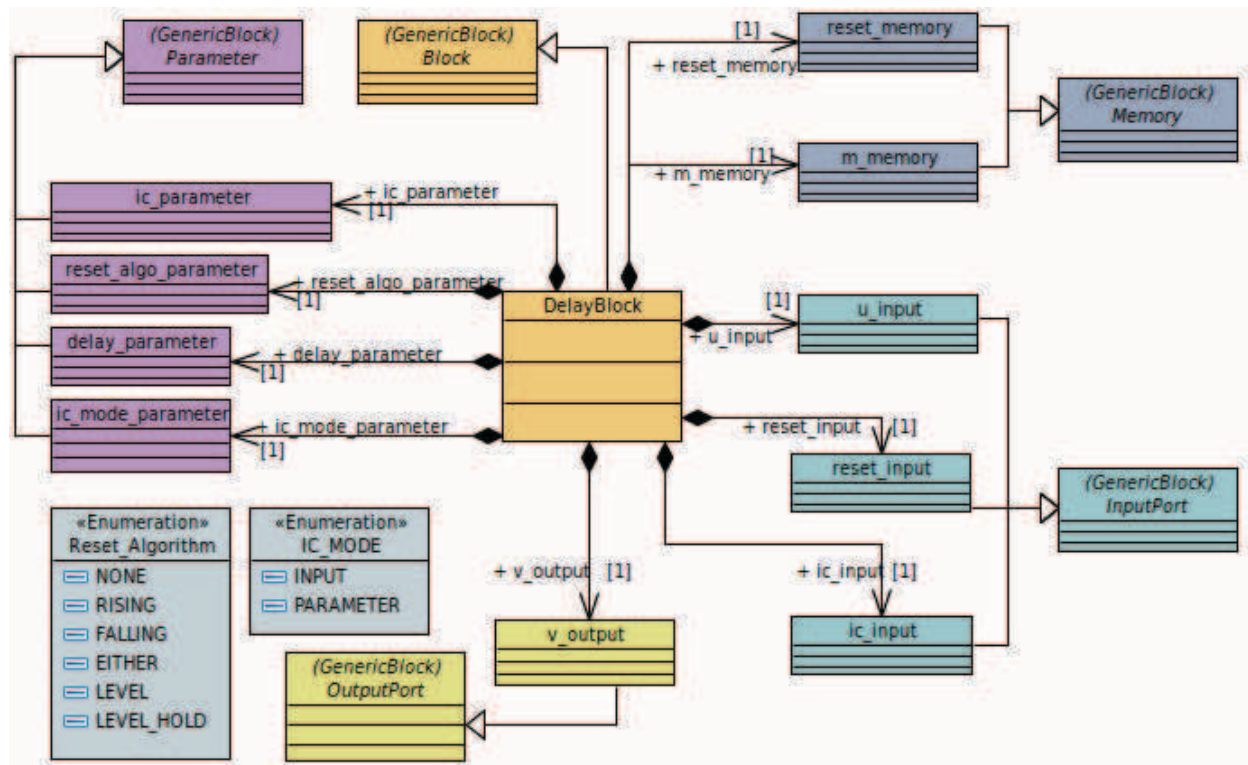 (GenericBlock)
Parameter
(GenericBlock)
Block
[1]
+ reset_memory
reset_memory
(GenericBlock)
Memory
[1]
+ m_memory
m_memory
ic_parameter
+ ic_parameter
[1]
reset_algo_parameter
+ reset_algo_parameter
[1]
delay_parameter
+ delay_parameter
[1]
ic_mode_parameter
+ ic_mode_parameter
[1]
DelayBlock
[1]
+ u_input
u_input
+ reset_input
[1]
reset_input
(GenericBlock)
InputPort
«Enumeration»
Reset_Algorithm
NONE
RISING
FALLING
EITHER
LEVEL
LEVEL_HOLD
«Enumeration»
IC_MODE
INPUT
PARAMETER
+ v_output [1]
v_output
+ ic_input [1]
ic_input
(GenericBlock)
OutputPort